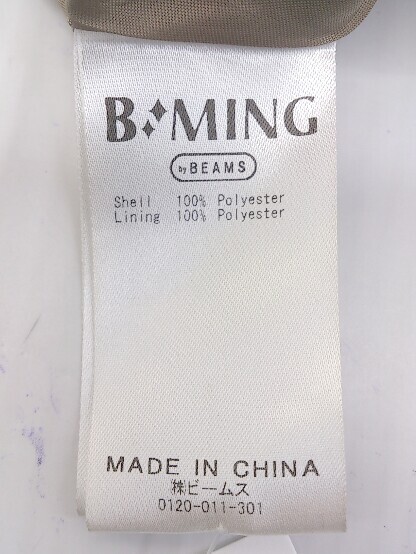 B MING
by BEAMS
Shell 100% Polyester
Lining 100% Polyester
MADE IN CHINA
㈱ビームス
0120-011-301